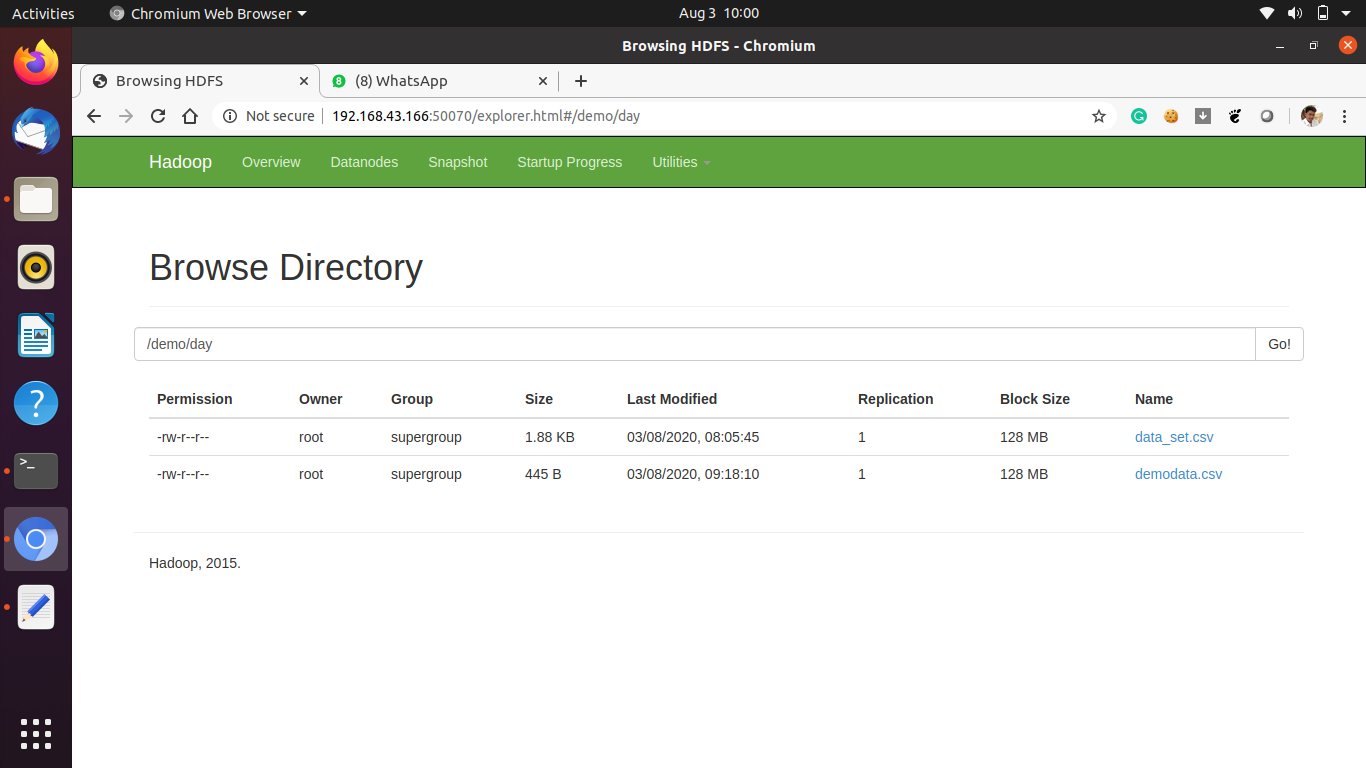 Activities Chromium Web Browser Aug 3 10:00
Browsing HDFS - Chromium
Browsing HDFS 8 (8) WhatsApp
Not secure 192.168.43.166:50070/explorer.html#/demo/day
Hadoop Overview Datanodes Snapshot Startup Progress Utilities
Browse Directory
/demo/day Go!
Permission Owner Group Size Last Modified Replication Block Size Name
-rw-r--r-- root supergroup 1.88 KB 03/08/2020, 08:05:45 1 128 MB data_set.csv
-rw-r--r-- root supergroup 445 B 03/08/2020, 09:18:10 1 128 MB demodata.csv
Hadoop, 2015.